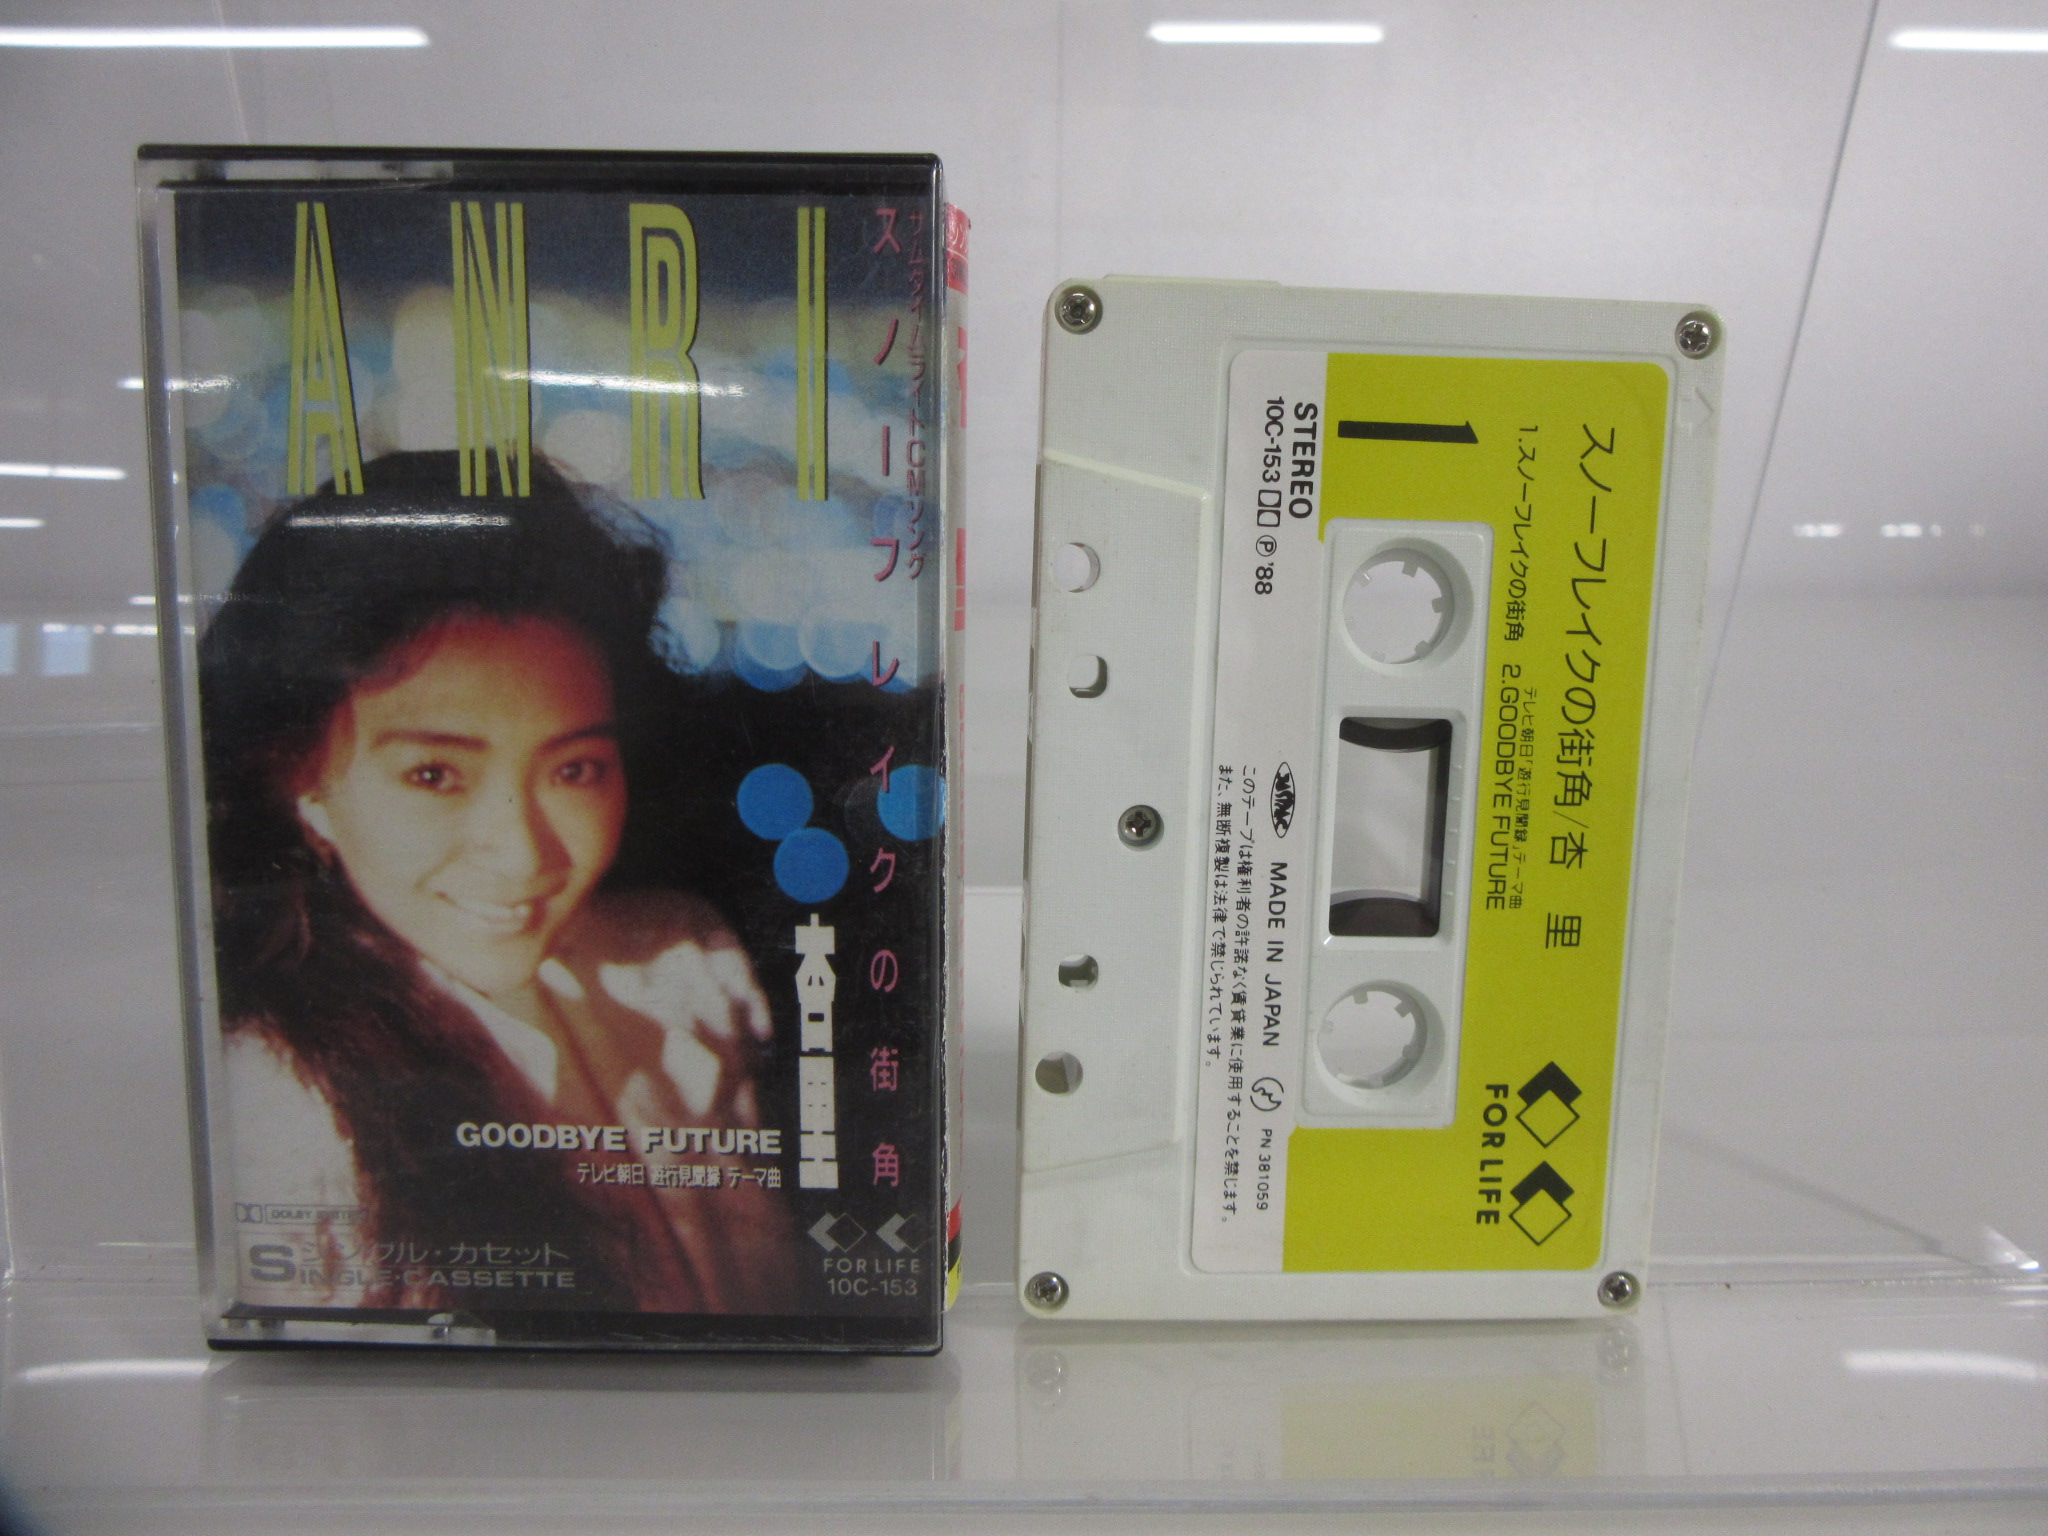 ANRI
サムタイムライトCMソング
スノーフレイクの街角
杏里
GOODBYE FUTURE
テレビ朝日 遊行見聞録 テーマ曲
DOLBY SYSTEM
シングル・カセット
SINGLE・CASSETTE
FOR LIFE
10C-153
スノーフレイクの街角/杏 里
1.スノーフレイクの街角 2.GOODBYE FUTURE
テレビ朝日「遊行見聞録」テーマ曲
1
FOR LIFE
STEREO
10C-153 Ⓟ'88
JASRAC MADE IN JAPAN PN 381059
このテープは権利者の許諾なく賃貸業に使用することを禁じます。
また、無断複製は法律で禁じられています。